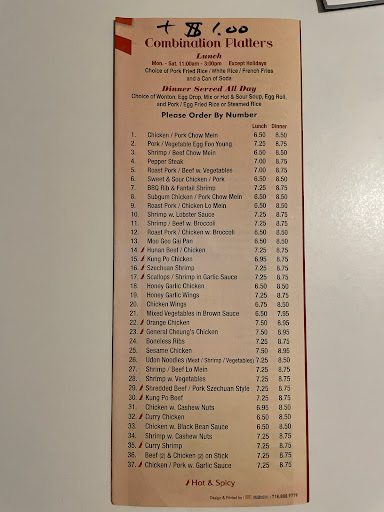 + $1.00
Combination Platters
Lunch
Mon. - Sat. 11:00am - 3:00pm Except Holidays
Choice of Pork Fried Rice / White Rice / French Fries
and a Can of Soda
Dinner Served All Day
Choice of Wonton, Egg Drop, Mix or Hot & Sour Soup, Egg Roll,
and Pork / Egg Fried Rice or Steamed Rice
Please Order By Number
Lunch Dinner
1. Chicken / Pork Chow Mein 6.50 8.50
2. Pork / Vegetable Egg Foo Young 7.25 8.75
3. Shrimp / Beef Chow Mein 6.50 8.50
4. Pepper Steak 7.00 8.75
5. Roast Pork / Beef w. Vegetables 7.00 8.75
6. Sweet & Sour Chicken / Pork 6.50 8.50
7. BBQ Rib & Fantail Shrimp 7.25 8.75
8. Subgum Chicken / Pork Chow Mein 6.50 8.50
9. Roast Pork / Chicken Lo Mein 6.50 8.50
10. Shrimp w. Lobster Sauce 7.25 8.75
11. Shrimp / Beef w. Broccoli 7.25 8.75
12. Roast Pork / Chicken w. Broccoli 6.50 8.50
13. Moo Goo Gai Pan 6.50 8.50
14. Hunan Beef / Chicken 7.25 8.75
15. Kung Po Chicken 6.95 8.75
16. Szechuan Shrimp 7.25 8.75
17. Scallops / Shrimp in Garlic Sauce 7.25 8.75
18. Honey Garlic Chicken 6.50 8.50
19. Honey Garlic Wings 7.25 8.75
20. Chicken Wings 6.75 8.50
21. Mixed Vegetables in Brown Sauce 6.50 7.95
22. Orange Chicken 7.50 8.95
23. General Cheung's Chicken 7.50 8.95
24. Boneless Ribs 7.25 8.75
25. Sesame Chicken 7.50 8.95
26. Udon Noodles (Meat / Shrimp / Vegetables) 7.25 8.50
27. Shrimp / Beef Lo Mein 7.25 8.75
28. Shrimp w. Vegetables 7.25 8.75
29. Shredded Beef / Pork Szechuan Style 7.25 8.75
30. Kung Po Beef 7.25 8.75
31. Chicken w. Cashew Nuts 6.95 8.50
32. Curry Chicken 6.50 8.50
33. Chicken w. Black Bean Sauce 6.50 8.50
34. Shrimp w. Cashew Nuts 7.25 8.75
35. Curry Shrimp 7.25 8.75
36. Beef (2) & Chicken (2) on Stick 7.25 8.75
37. Chicken / Pork w. Garlic Sauce 7.25 8.75
Hot & Spicy
Design & Printed by